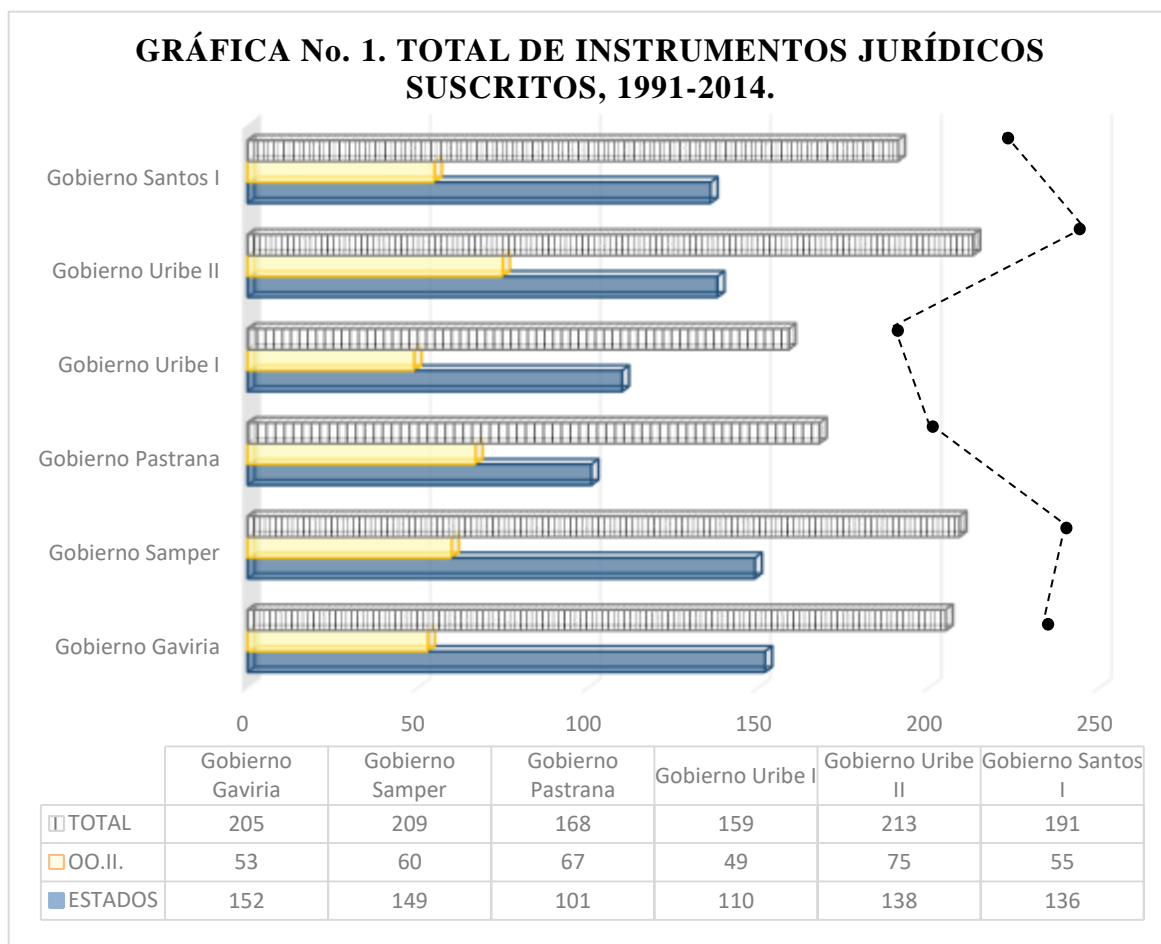 GRÁFICA No. 1. TOTAL DE INSTRUMENTOS JURÍDICOS
SUSCRITOS, 1991-2014.
Gobierno Santos I
Gobierno Uribe II
Gobierno Uribe I
Gobierno Pastrana
Gobierno Samper
Gobierno Gaviria
0 50 100 150 200 250
Gobierno Gaviria Gobierno Samper Gobierno Pastrana Gobierno Uribe I Gobierno Uribe II Gobierno Santos I
TOTAL 205 209 168 159 213 191
OO.II. 53 60 67 49 75 55
ESTADOS 152 149 101 110 138 136